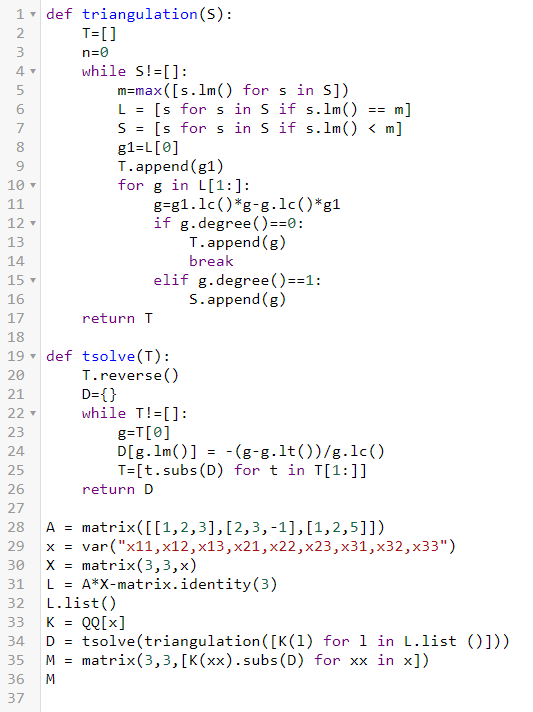 1 def triangulation(S):
2     T=[]
3     n=0
4     while S!=[]:
5         m=max([s.lm() for s in S])
6         L = [s for s in S if s.lm() == m]
7         S = [s for s in S if s.lm() < m]
8         g1=L[0]
9         T.append(g1)
10         for g in L[1:]:
11             g=g1.lc()*g-g.lc()*g1
12             if g.degree()==0:
13                 T.append(g)
14                 break
15             elif g.degree()==1:
16                 S.append(g)
17     return T
18
19 def tsolve(T):
20     T.reverse()
21     D={}
22     while T!=[]:
23         g=T[0]
24         D[g.lm()] = -(g-g.lt())/g.lc()
25         T=[t.subs(D) for t in T[1:]]
26     return D
27
28 A = matrix([[1,2,3],[2,3,-1],[1,2,5]])
29 x = var("x11,x12,x13,x21,x22,x23,x31,x32,x33")
30 X = matrix(3,3,x)
31 L = A*X-matrix.identity(3)
32 L.list()
33 K = QQ[x]
34 D = tsolve(triangulation([K(l) for l in L.list ()]))
35 M = matrix(3,3,[K(xx).subs(D) for xx in x])
36 M
37